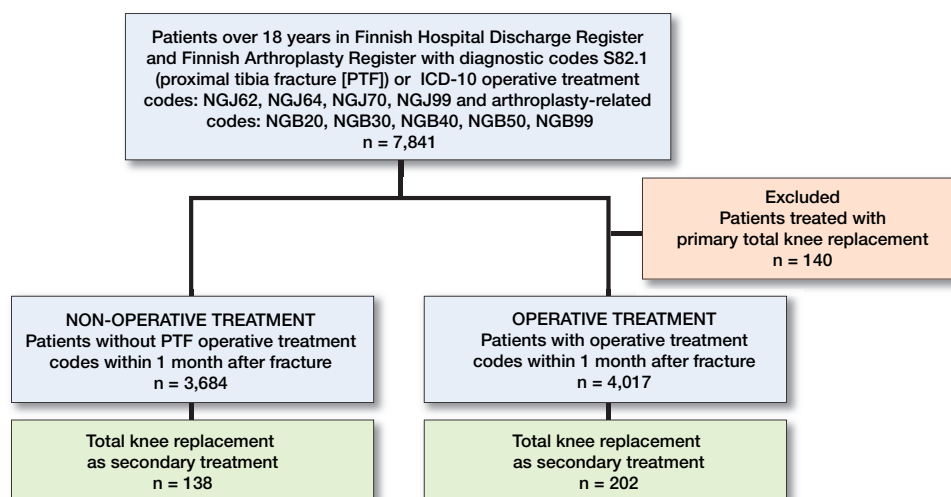 Patients over 18 years in Finnish Hospital Discharge Register
and Finnish Arthroplasty Register with diagnostic codes S82.1
(proximal tibia fracture [PTF]) or ICD-10 operative treatment
codes: NGJ62, NGJ64, NGJ70, NGJ99 and arthroplasty-related
codes: NGB20, NGB30, NGB40, NGB50, NGB99
n = 7,841
Excluded
Patients treated with
primary total knee replacement
n = 140
NON-OPERATIVE TREATMENT
Patients without PTF operative treatment
codes within 1 month after fracture
n = 3,684
OPERATIVE TREATMENT
Patients with operative treatment
codes within 1 month after fracture
n = 4,017
Total knee replacement
as secondary treatment
n = 138
Total knee replacement
as secondary treatment
n = 202